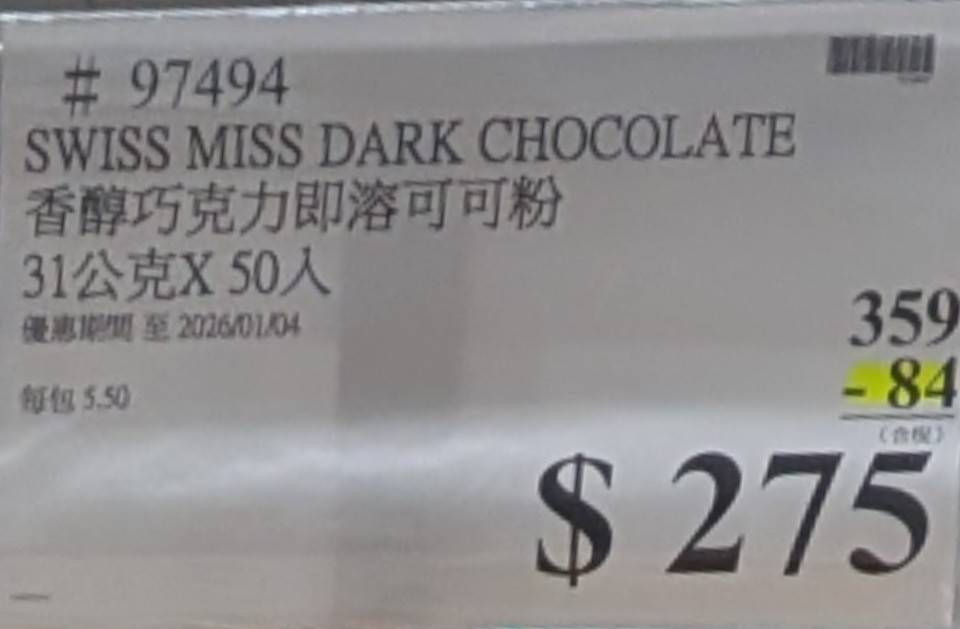 # 97494
SWISS MISS DARK CHOCOLATE
香醇巧克力即溶可可粉
31公克X 50入
優惠期間 至 2026/01/04
359
- 84
每包 5.50
(含稅)
$ 275